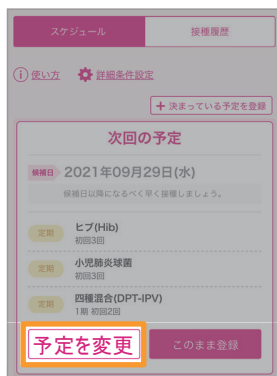 スケジュール
接種履歴
i 使い方
詳細条件設定
+ 決まっている予定を登録
次回の予定
候補日 2021年09月29日(水)
候補日以降になるべく早く接種しましょう。
定期 ヒブ(Hib)
初回3回
定期 小児肺炎球菌
初回3回
定期 四種混合(DPT-IPV)
1期 初回2回
予定を変更
このまま登録